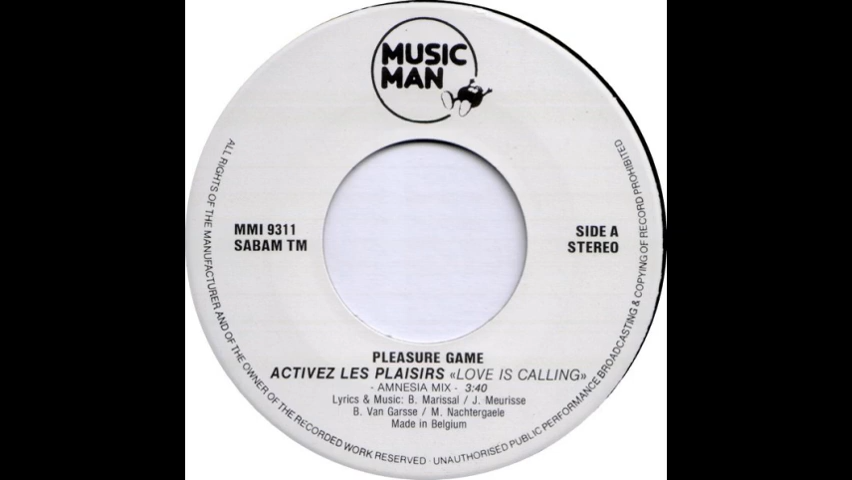 MUSIC
MAN
MMI 9311
SABAM TM
SIDE A
STEREO
PLEASURE GAME
ACTIVEZ LES PLAISIRS «LOVE IS CALLING»
- AMNESIA MIX - 3:40
Lyrics & Music: B. Marissal / J. Meurisse
B. Van Garsse / M. Nachtergaele
Made in Belgium
ALL RIGHTS OF THE MANUFACTURER AND OF THE OWNER OF THE RECORDED WORK RESERVED · UNAUTHORISED PUBLIC PERFORMANCE BROADCASTING & COPYING OF RECORD PROHIBITED